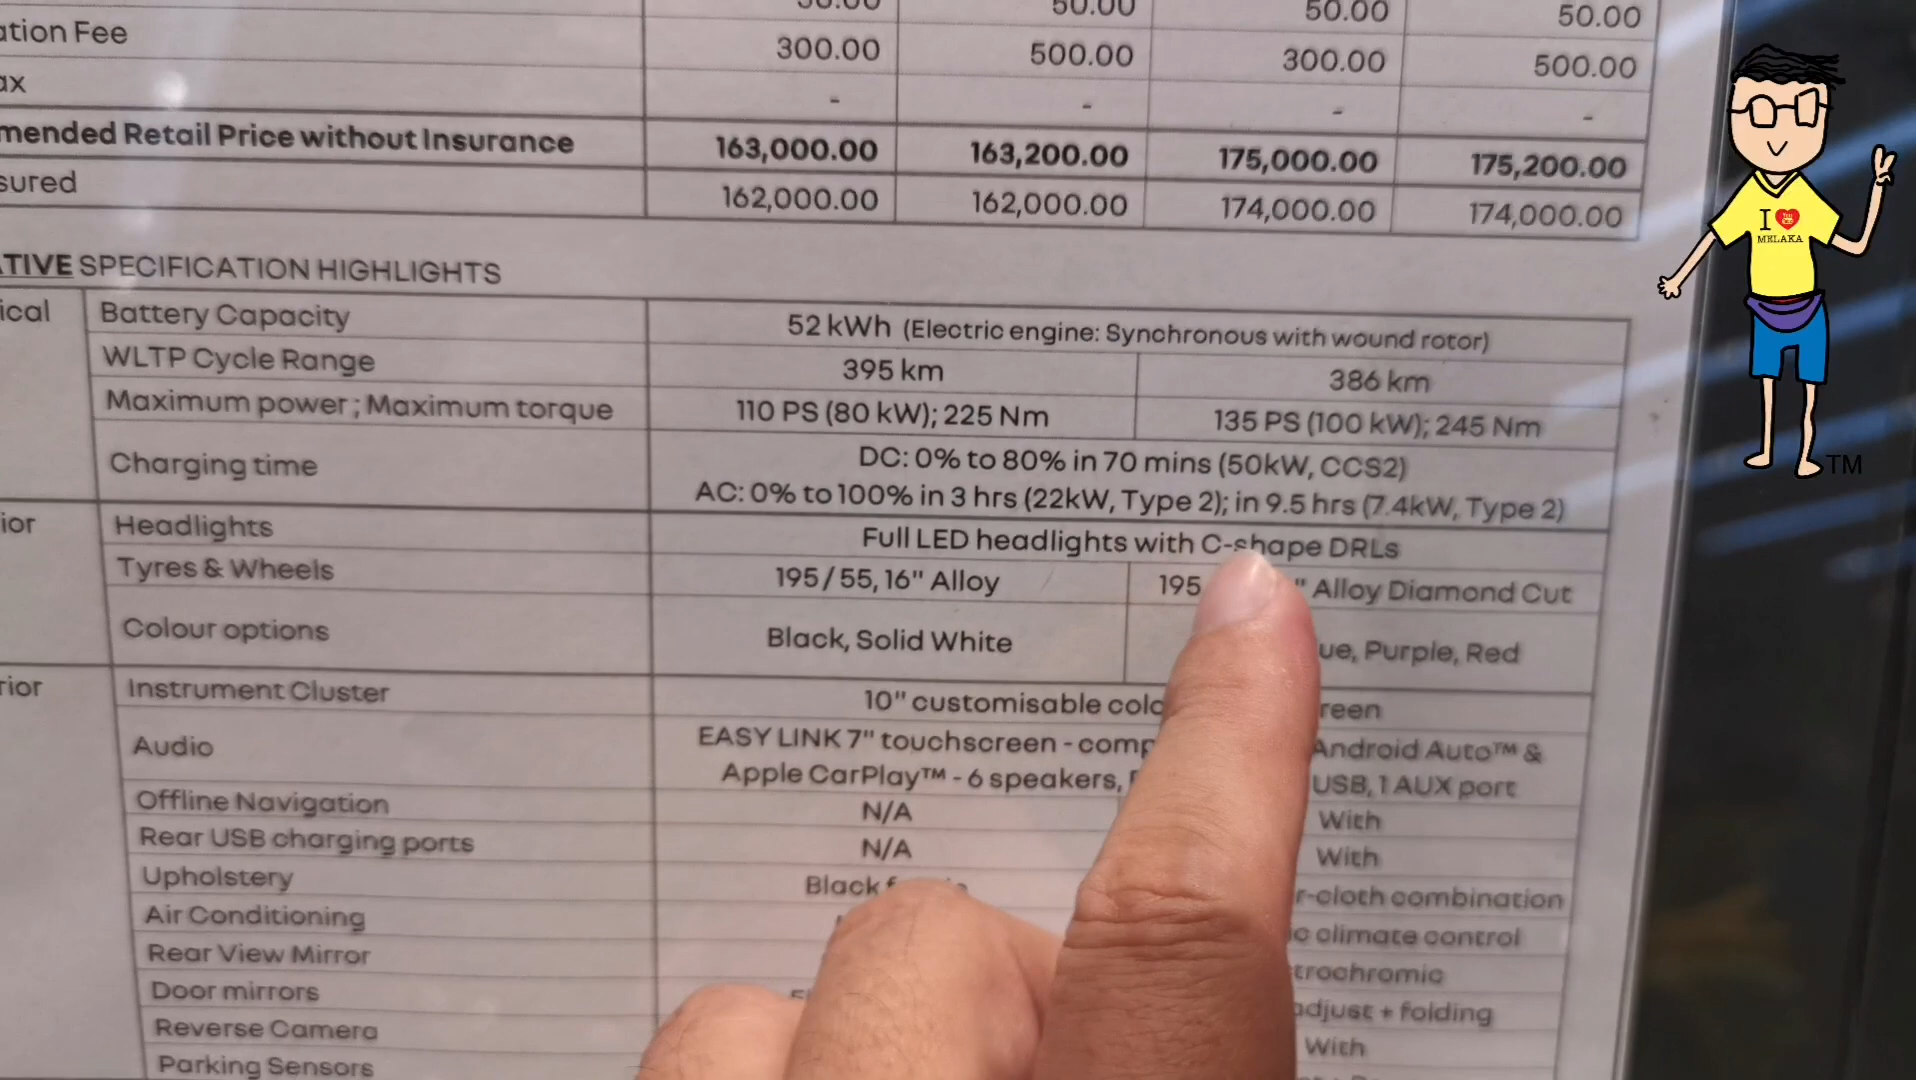 50.00 50.00 50.00
ation Fee 300.00 500.00 300.00 500.00
ax - - - -
mended Retail Price without Insurance 163,000.00 163,200.00 175,000.00 175,200.00
sured 162,000.00 162,000.00 174,000.00 174,000.00
ATIVE SPECIFICATION HIGHLIGHTS
ical Battery Capacity 52 kWh (Electric engine: Synchronous with wound rotor)
WLTP Cycle Range 395 km 386 km
Maximum power ; Maximum torque 110 PS (80 kW); 225 Nm 135 PS (100 kW); 245 Nm
Charging time DC: 0% to 80% in 70 mins (50kW, CCS2)
AC: 0% to 100% in 3 hrs (22kW, Type 2); in 9.5 hrs (7.4kW, Type 2)
ior Headlights Full LED headlights with C-shape DRLs
Tyres & Wheels 195/55, 16" Alloy 195 " Alloy Diamond Cut
Colour options Black, Solid White ue, Purple, Red
rior Instrument Cluster 10" customisable colo reen
Audio EASY LINK 7" touchscreen - comp Android Auto™ &
Apple CarPlay™ - 6 speakers, USB, 1 AUX port
Offline Navigation N/A With
Rear USB charging ports N/A With
Upholstery Black r-cloth combination
Air Conditioning c climate control
Rear View Mirror trochromic
Door mirrors adjust + folding
Reverse Camera With
Parking Sensors
I
You
MELAKA
TM